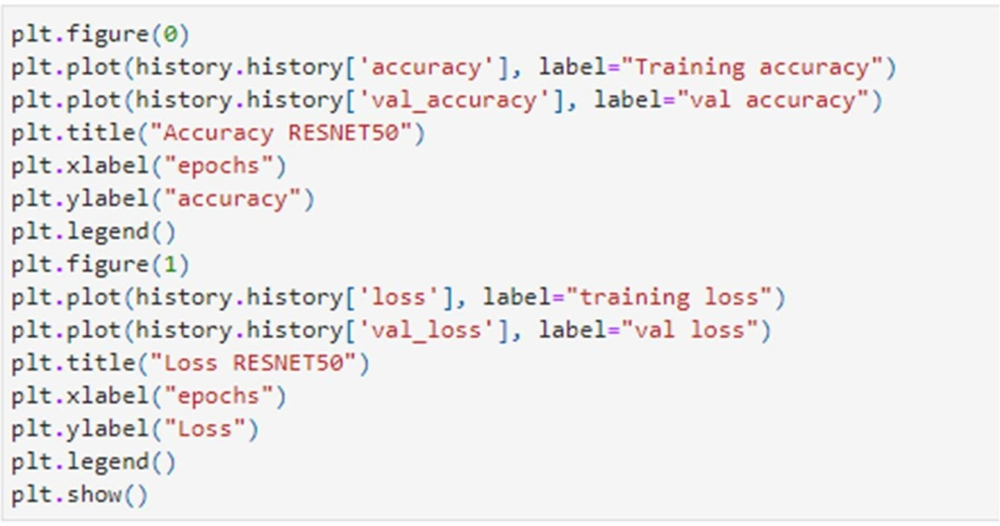 plt.figure(0)
plt.plot(history.history['accuracy'], label="Training accuracy")
plt.plot(history.history['val_accuracy'], label="val accuracy")
plt.title("Accuracy RESNET50")
plt.xlabel("epochs")
plt.ylabel("accuracy")
plt.legend()
plt.figure(1)
plt.plot(history.history['loss'], label="training loss")
plt.plot(history.history['val_loss'], label="val loss")
plt.title("Loss RESNET50")
plt.xlabel("epochs")
plt.ylabel("Loss")
plt.legend()
plt.show()